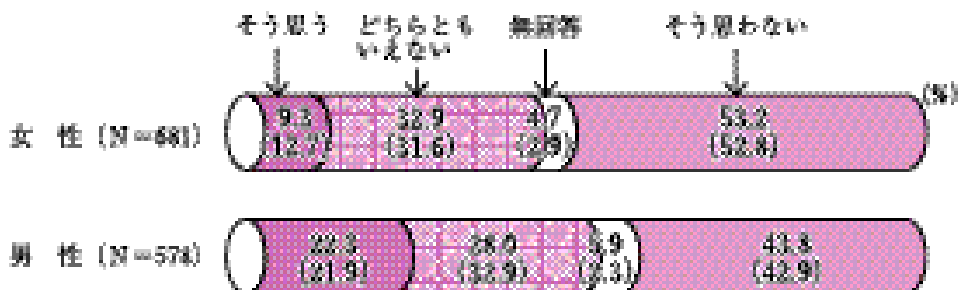 そう思う どちらとも 無回答 そう思わない
いえない
(%)
女 性 (N=681) 9.3 32.9 4.7 53.2
(12.7) (31.6) (2.9) (52.8)
男 性 (N=578) 22.3 28.0 5.9 43.8
(21.9) (32.9) (2.3) (42.9)